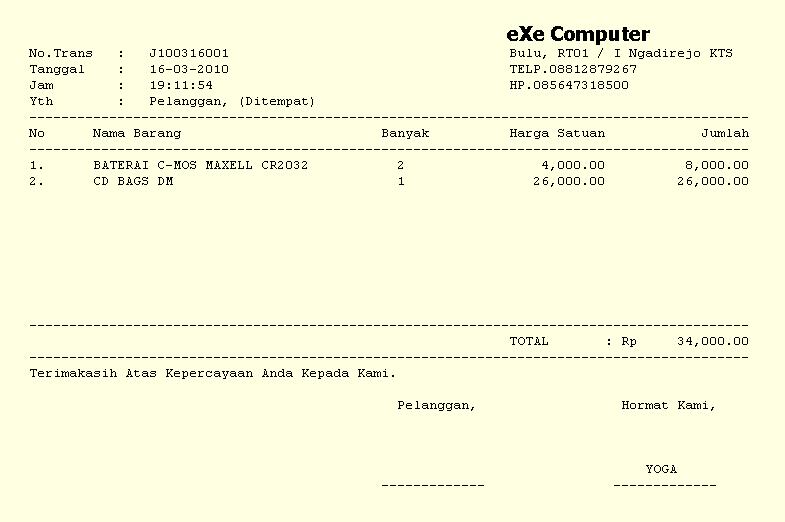 eXe Computer
No.Trans : J100316001 Bulu, RT01 / I Ngadirejo KTS
Tanggal : 16-03-2010 TELP.08812879267
Jam : 19:11:54 HP.085647318500
Yth : Pelanggan, (Ditempat)
No Nama Barang Banyak Harga Satuan Jumlah
1. BATERAI C-MOS MAXELL CR2032 2 4,000.00 8,000.00
2. CD BAGS DM 1 26,000.00 26,000.00
TOTAL : Rp 34,000.00
Terimakasih Atas Kepercayaan Anda Kepada Kami.
Pelanggan, Hormat Kami,
YOGA